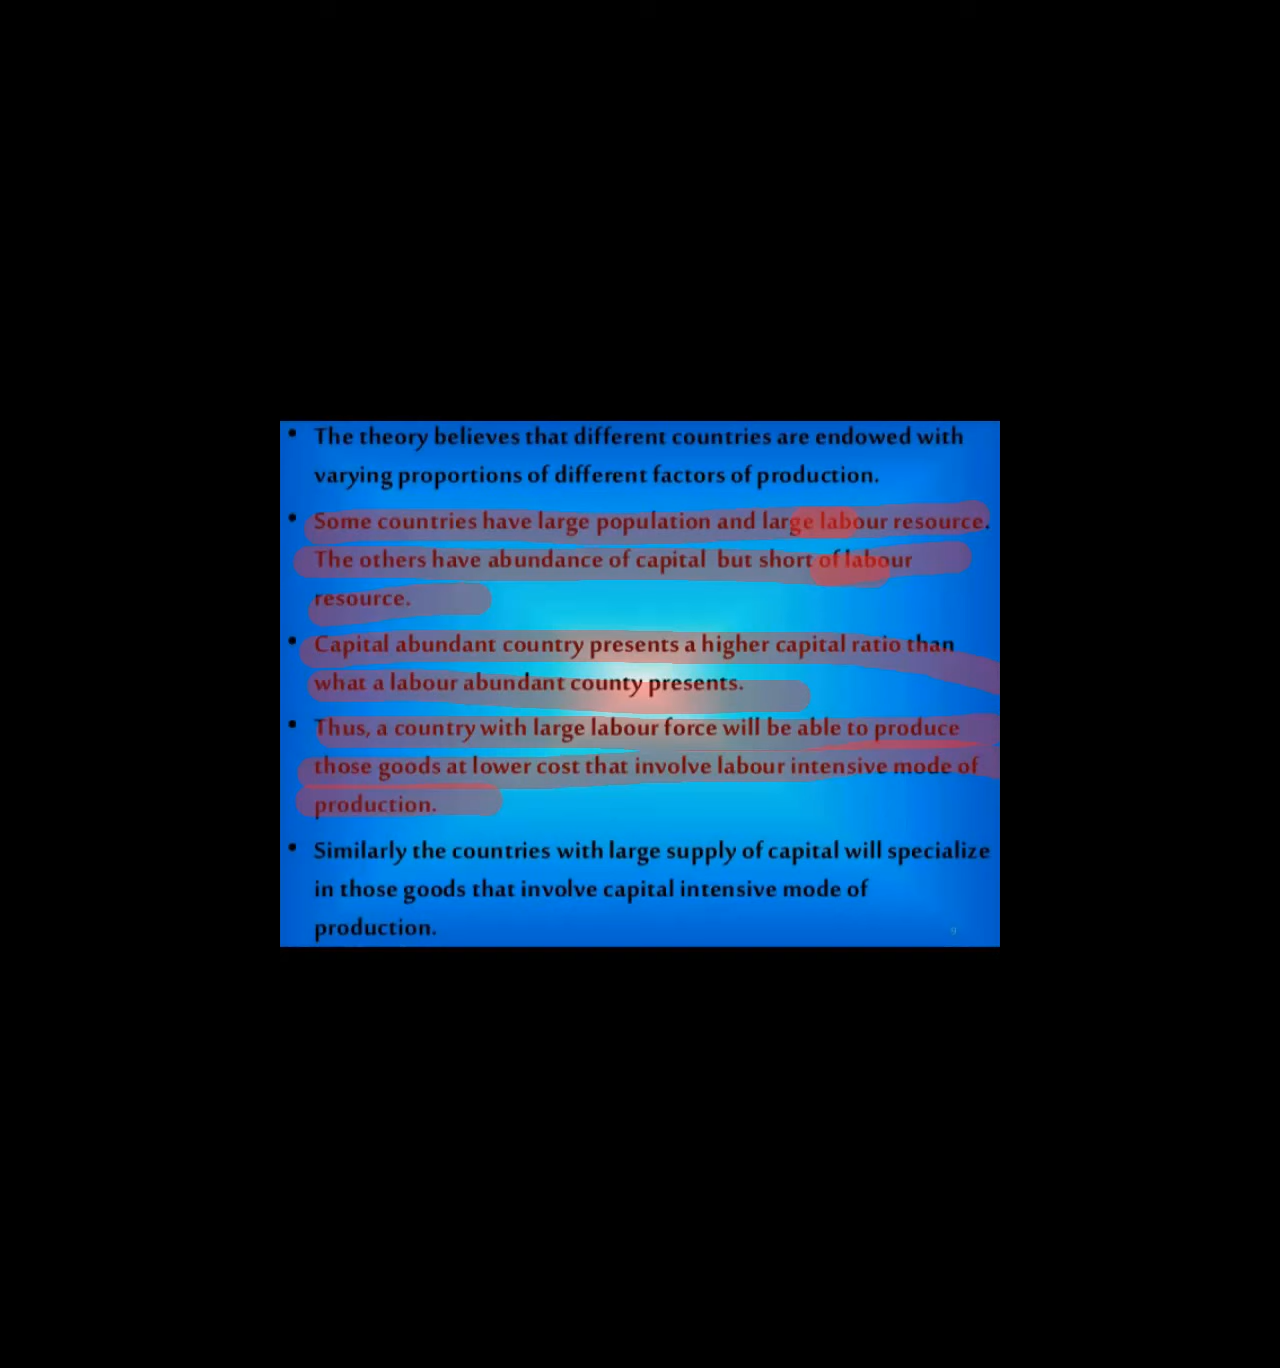 • The theory believes that different countries are endowed with
varying proportions of different factors of production.
• Some countries have large population and large labour resource.
The others have abundance of capital but short of labour
resource.
• Capital abundant country presents a higher capital ratio than
what a labour abundant county presents.
• Thus, a country with large labour force will be able to produce
those goods at lower cost that involve labour intensive mode of
production.
• Similarly the countries with large supply of capital will specialize
in those goods that involve capital intensive mode of
production.
9